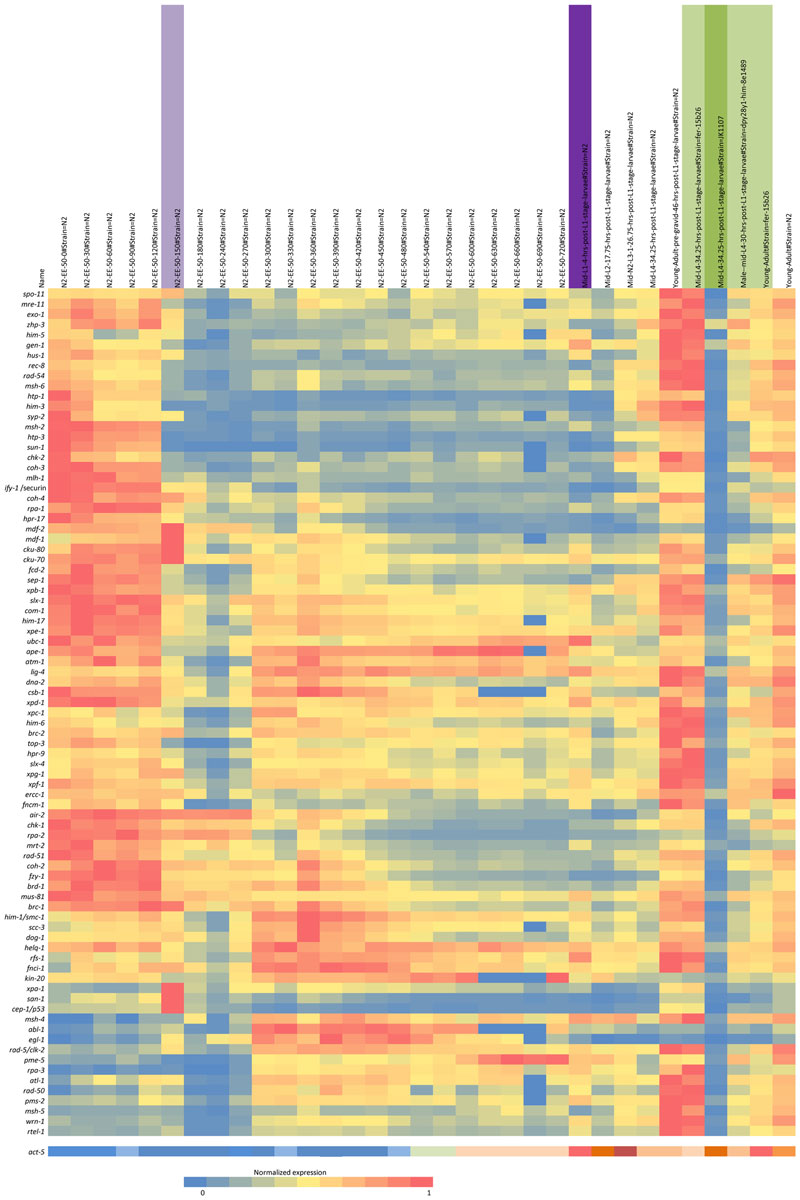 Name
N2-EE-50-0#Strain=N2
N2-EE-50-30#Strain=N2
N2-EE-50-60#Strain=N2
N2-EE-50-90#Strain=N2
N2-EE-50-120#Strain=N2
N2-EE-50-150#Strain=N2
N2-EE-50-180#Strain=N2
N2-EE-50-240#Strain=N2
N2-EE-50-270#Strain=N2
N2-EE-50-300#Strain=N2
N2-EE-50-330#Strain=N2
N2-EE-50-360#Strain=N2
N2-EE-50-390#Strain=N2
N2-EE-50-420#Strain=N2
N2-EE-50-450#Strain=N2
N2-EE-50-480#Strain=N2
N2-EE-50-540#Strain=N2
N2-EE-50-570#Strain=N2
N2-EE-50-600#Strain=N2
N2-EE-50-630#Strain=N2
N2-EE-50-660#Strain=N2
N2-EE-50-690#Strain=N2
N2-EE-50-720#Strain=N2
Mid-L1-4-hrs-post-L1-stage-larvae#Strain=N2
Mid-L2-17.75-hrs-post-L1-stage-larvae#Strain=N2
Mid-N2-L3-1-26.75-hrs-post-L1-stage-larvae#Strain=N2
Mid-L4-34.25-hrs-post-L1-stage-larvae#Strain=N2
Young-Adult-pre-gravid-46-hrs-post-L1-stage-larvae#Strain=N2
Mid-L4-34.25-hrs-post-L1-stage-larvae#Strain=fer-15b26
Mid-L4-34.25-hrs-post-L1-stage-larvae#Strain=JK1107
Male-mid-L4-30-hrs-post-L1-stage-larvae#Strain=dpy28y1-him-8e1489
Young-Adult#Strain=fer-15b26
Young-Adult#Strain=N2
spo-11
mre-11
exo-1
zhp-3
him-5
gen-1
hus-1
rec-8
rad-54
msh-6
htp-1
him-3
syp-2
msh-2
htp-3
sun-1
chk-2
coh-3
mlh-1
ify-1 /securin
coh-4
rpa-1
hpr-17
mdf-2
mdf-1
cku-80
cku-70
fcd-2
sep-1
xpb-1
slx-1
com-1
him-17
xpe-1
ubc-1
ape-1
atm-1
lig-4
dna-2
csb-1
xpd-1
xpc-1
him-6
brc-2
top-3
hpr-9
slx-4
xpg-1
xpf-1
ercc-1
fncm-1
air-2
chk-1
rpa-2
mrt-2
rad-51
coh-2
fzy-1
brd-1
mus-81
brc-1
him-1/smc-1
scc-3
dog-1
helq-1
rfs-1
fnci-1
kin-20
xpa-1
san-1
cep-1/p53
msh-4
abl-1
egl-1
rad-5/clk-2
pme-5
rpa-3
atl-1
rad-50
pms-2
msh-5
wrn-1
rtel-1
act-5
Normalized expression
0 1